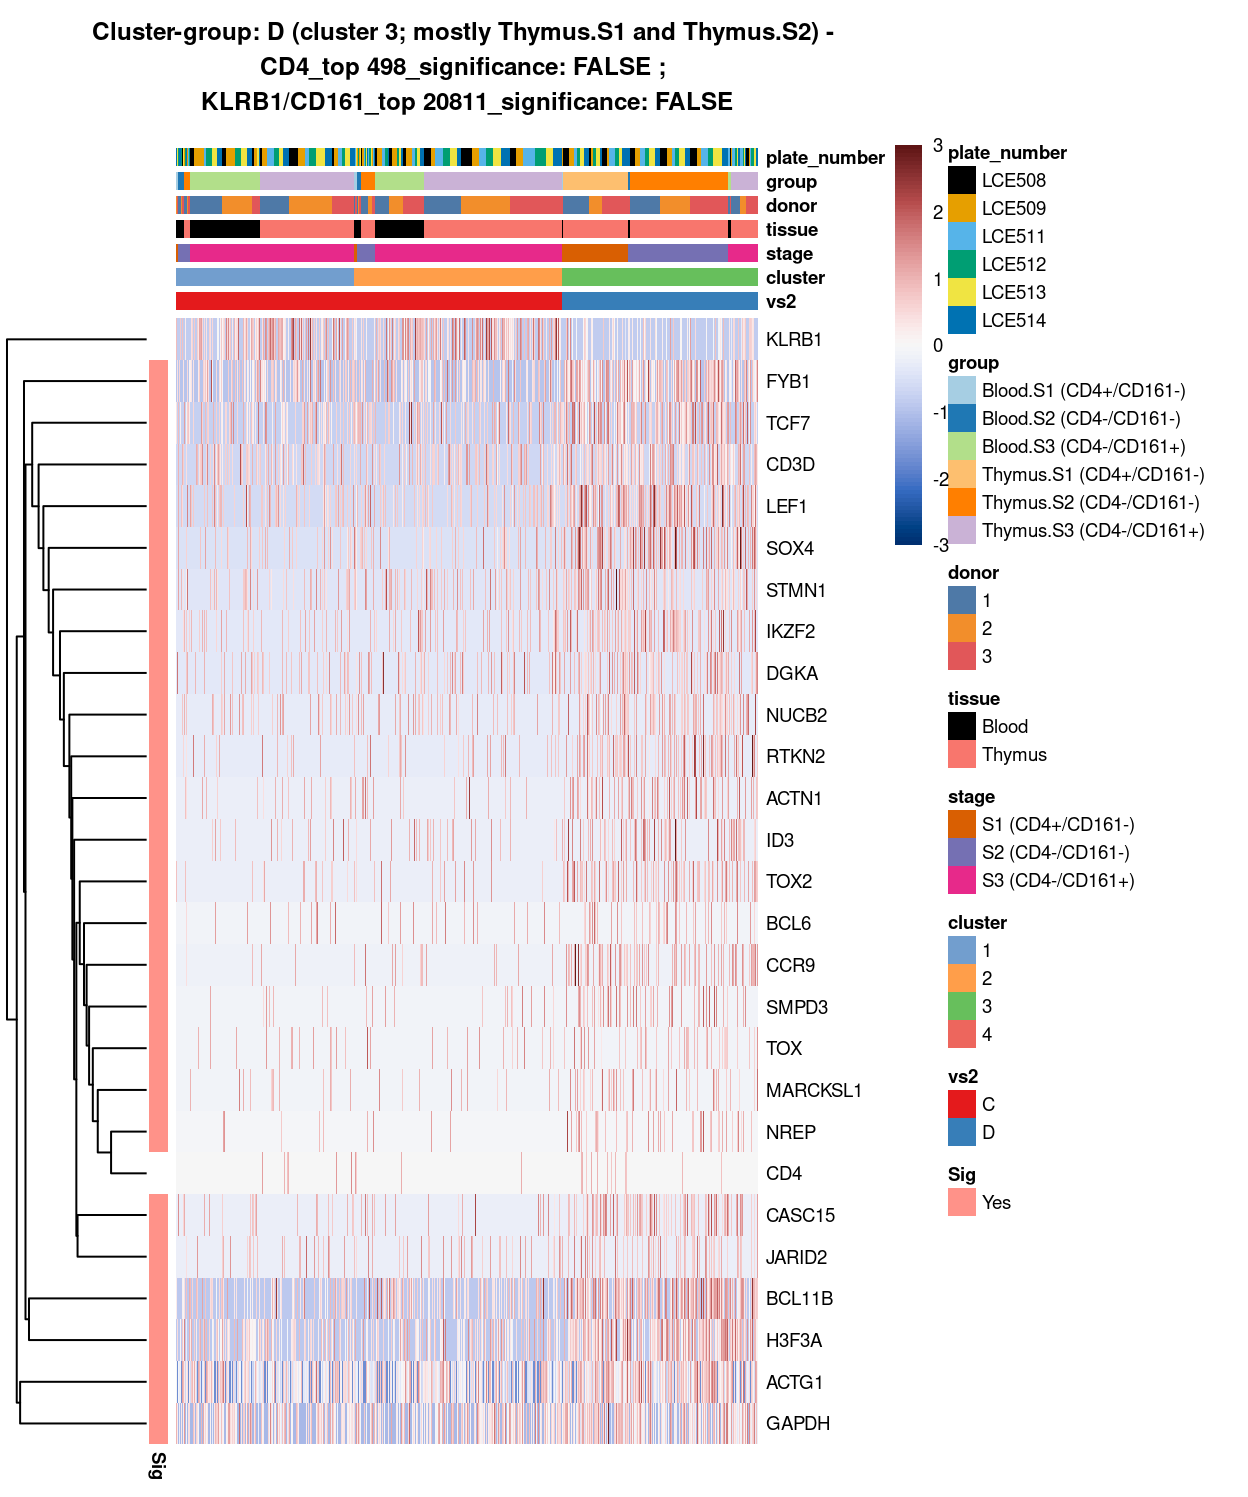 Cluster-group: D (cluster 3; mostly Thymus.S1 and Thymus.S2) -
CD4_top 498_significance: FALSE ;
KLRB1/CD161_top 20811_significance: FALSE
plate_number
group
donor
tissue
stage
cluster
vs2
KLRB1
FYB1
TCF7
CD3D
LEF1
SOX4
STMN1
IKZF2
DGKA
NUCB2
RTKN2
ACTN1
ID3
TOX2
BCL6
CCR9
SMPD3
TOX
MARCKSL1
NREP
CD4
CASC15
JARID2
BCL11B
H3F3A
ACTG1
GAPDH
Sig
3
2
1
0
-1
-2
-3
plate_number
LCE508
LCE509
LCE511
LCE512
LCE513
LCE514
group
Blood.S1 (CD4+/CD161-)
Blood.S2 (CD4-/CD161-)
Blood.S3 (CD4-/CD161+)
Thymus.S1 (CD4+/CD161-)
Thymus.S2 (CD4-/CD161-)
Thymus.S3 (CD4-/CD161+)
donor
1
2
3
tissue
Blood
Thymus
stage
S1 (CD4+/CD161-)
S2 (CD4-/CD161-)
S3 (CD4-/CD161+)
cluster
1
2
3
4
vs2
C
D
Sig
Yes